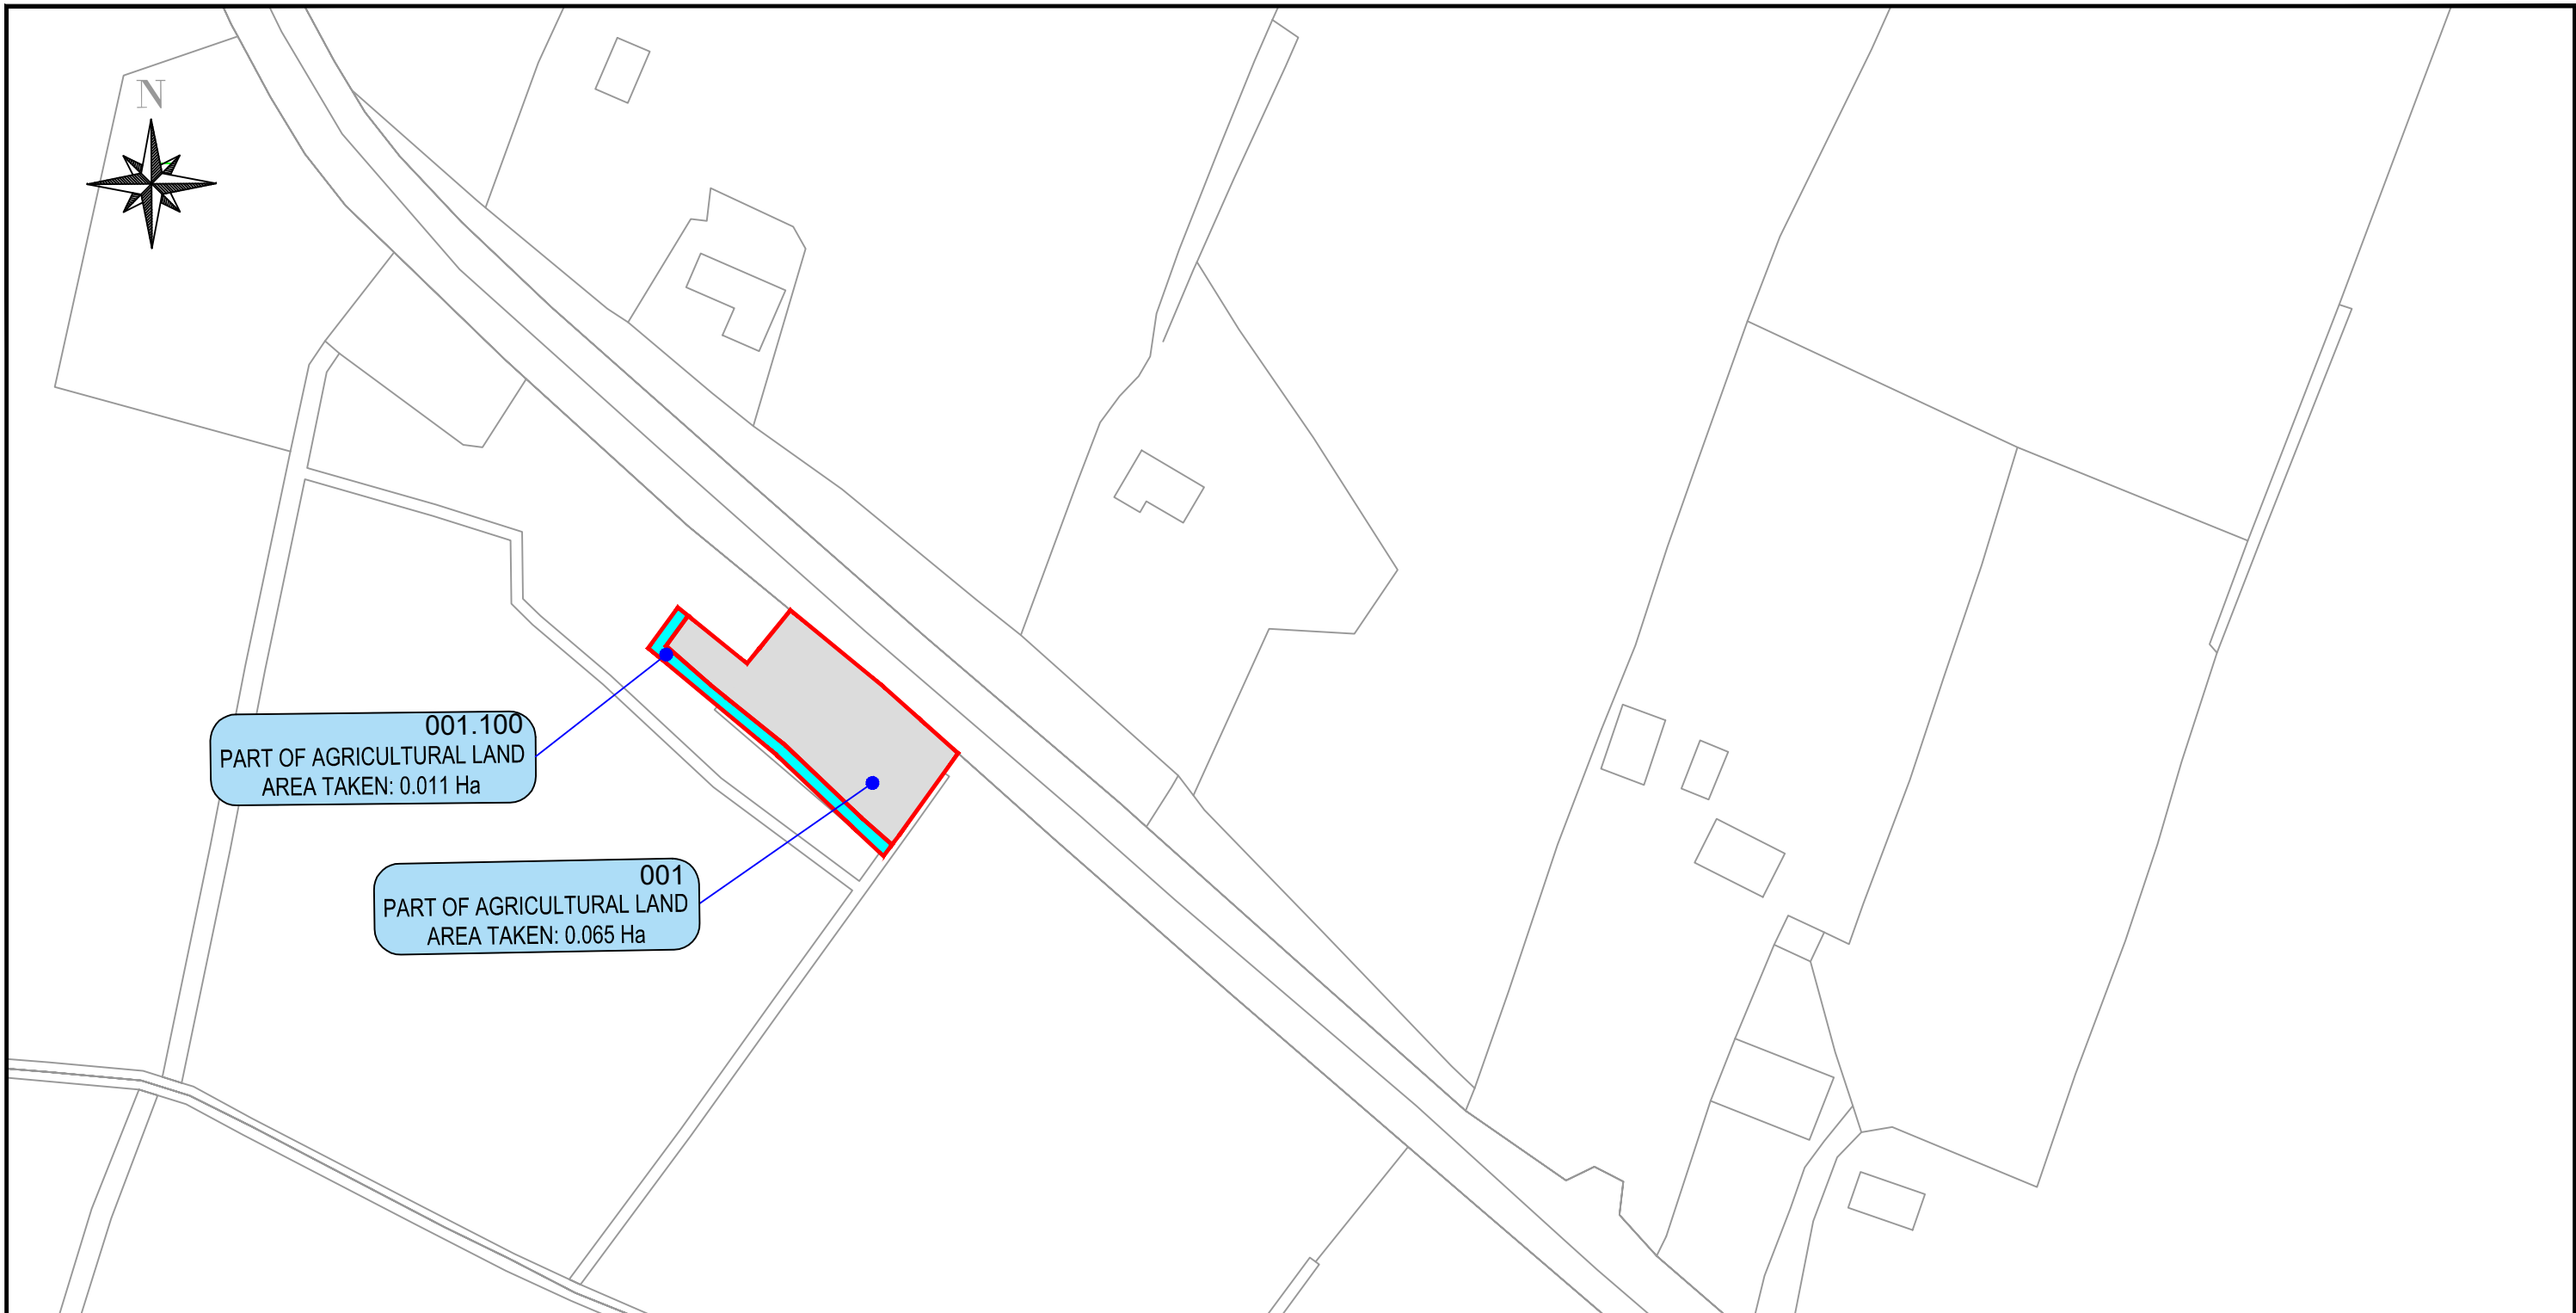 N
001.100
PART OF AGRICULTURAL LAND
AREA TAKEN: 0.011 Ha
001
PART OF AGRICULTURAL LAND
AREA TAKEN: 0.065 Ha